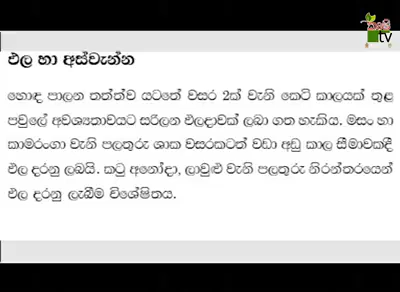 කෘෂි
tv
ඵල හා අස්වැන්න
හොඳ පාලන තත්ත්ව යටතේ වසර 2ක් වැනි කෙටි කාලයක් තුළ
පවුලේ අවශ්‍යතාවයට සරිලන ඵලදාවක් ලබා ගත හැකිය. මසං හා
කාමරංගා වැනි පලතුරු ශාක වසරකටත් වඩා අඩු කාල සීමාවකදී
ඵල දරනු ලබයි. කටු අනෝදා, ලාවුළු වැනි පලතුරු නිරන්තරයෙන්
ඵල දරනු ලැබීම විශේෂිතය.